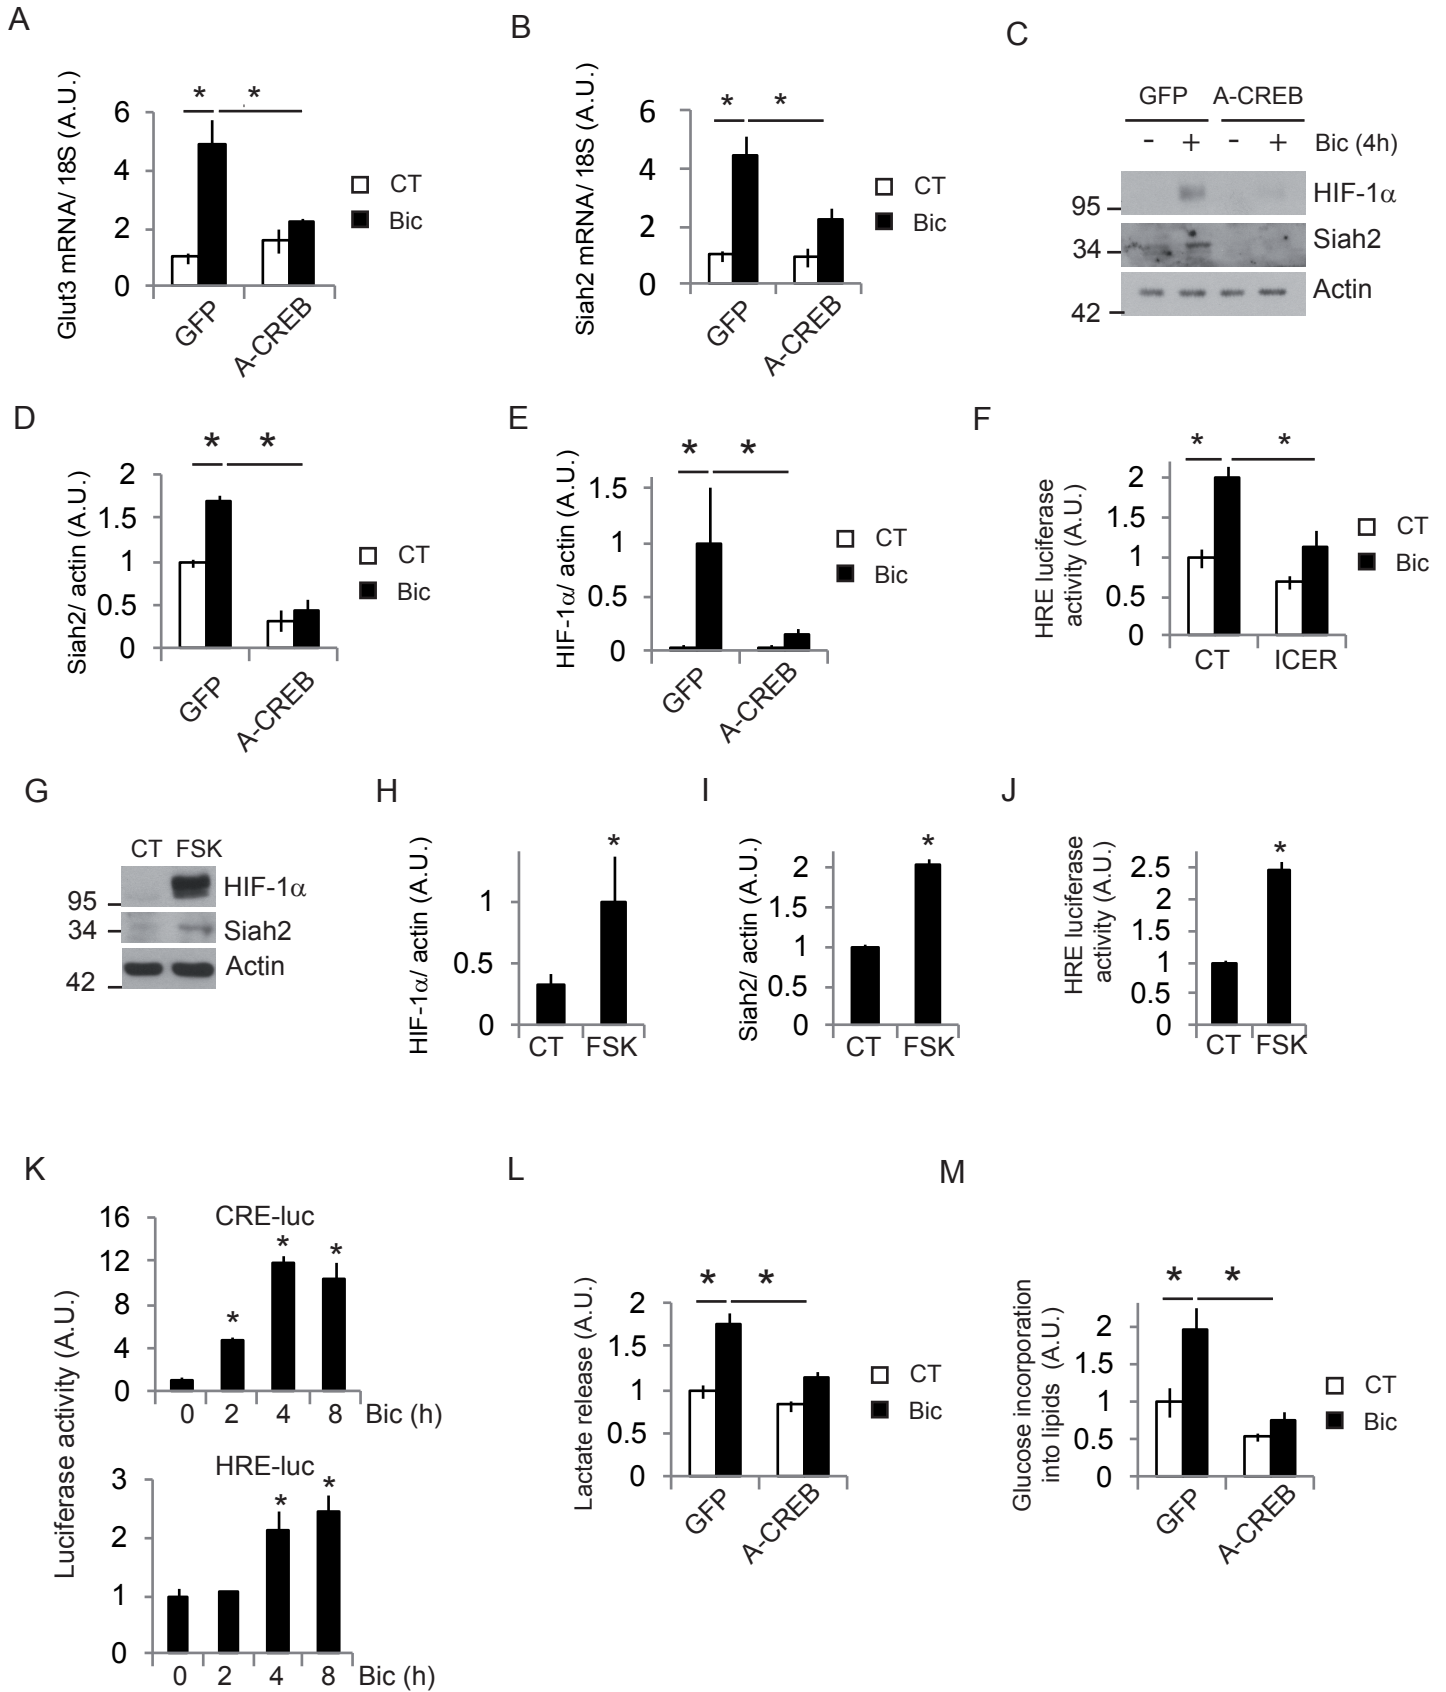 A
Glut3 mRNA/ 18S (A.U.)
6
4
2
0
* *
GFP
A-CREB
CT
Bic
B
Siah2 mRNA/ 18S (A.U.)
6
4
2
0
* *
GFP
A-CREB
CT
Bic
C
GFP A-CREB
- + - + Bic (4h)
95 HIF-1α
34 Siah2
42 Actin
D
Siah2/ actin (A.U.)
2
1.5
1
0.5
0
* *
GFP
A-CREB
CT
Bic
E
HIF-1α/ actin (A.U.)
1.5
1
0.5
0
* *
GFP
A-CREB
CT
Bic
F
HRE luciferase
activity (A.U.)
2
1.5
1
0.5
0
* *
CT ICER
CT
Bic
G
CT FSK
95 HIF-1α
34 Siah2
42 Actin
H
HIF-1α/ actin (A.U.)
1
0.5
0
*
CT FSK
I
Siah2/ actin (A.U.)
2
1.5
1
0.5
0
*
CT FSK
J
HRE luciferase
activity (A.U.)
2.5
2
1.5
1
0.5
0
*
CT FSK
K
Luciferase activity (A.U.)
CRE-luc
16
12
8
4
0
* * *
0 2 4 8 Bic (h)
HRE-luc
3
2
1
0
* *
0 2 4 8 Bic (h)
L
Lactate release (A.U.)
2
1.5
1
0.5
0
* *
GFP
A-CREB
CT
Bic
M
Glucose incorporation
into lipids (A.U.)
2
1.5
1
0.5
0
* *
GFP
A-CREB
CT
Bic